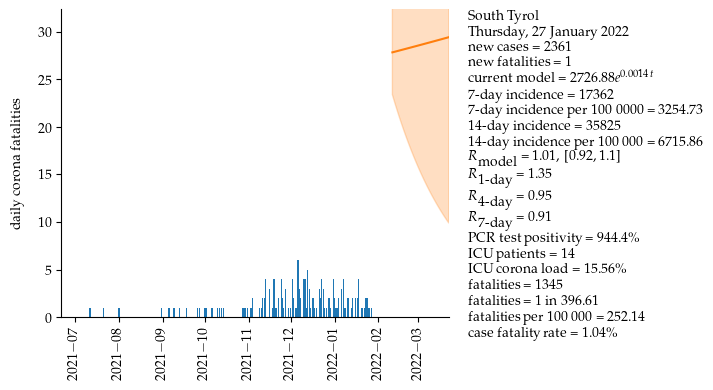 South Tyrol
Thursday, 27 January 2022
new cases = 2361
new fatalities = 1
current model = 2726.88e^0.0014 t
7-day incidence = 17362
7-day incidence per 100 0000 = 3254.73
14-day incidence = 35825
14-day incidence per 100 000 = 6715.86
R_model = 1.01, [0.92, 1.1]
R_1-day = 1.35
R_4-day = 0.95
R_7-day = 0.91
PCR test positivity = 944.4%
ICU patients = 14
ICU corona load = 15.56%
fatalities = 1345
fatalities = 1 in 396.61
fatalities per 100 000 = 252.14
case fatality rate = 1.04%
daily corona fatalities
30
25
20
15
10
5
0
2021−07
2021−08
2021−09
2021−10
2021−11
2021−12
2022−01
2022−02
2022−03